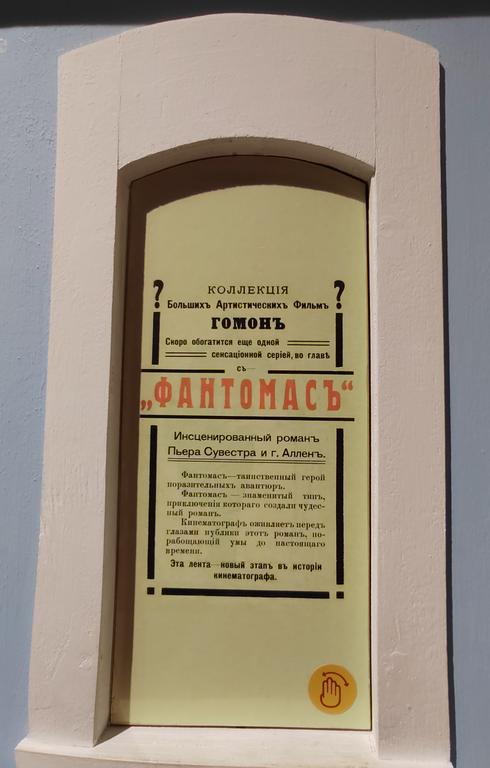 ? КОЛЛЕКЦІЯ ?
Большихъ Артистическихъ Фильмъ
ГОМОНЪ
Скоро обогатится еще одной
сенсаціонной серіей, во главѣ
съ—
„ФАНТОМАСЪ“
Инсценированный романъ
Пьера Сувестра и г. Алленъ.
Фантомасъ—таинственный герой
поразительныхъ авантюръ.
Фантомасъ — знаменитый типъ,
приключенія котораго создали чудес-
ный романъ.
Кинематографъ оживляетъ передъ
глазами публики этотъ романъ, по-
рабощающій умы до настоящаго
времени.
Эта лента—новый этапъ въ исторіи
кинематографа.